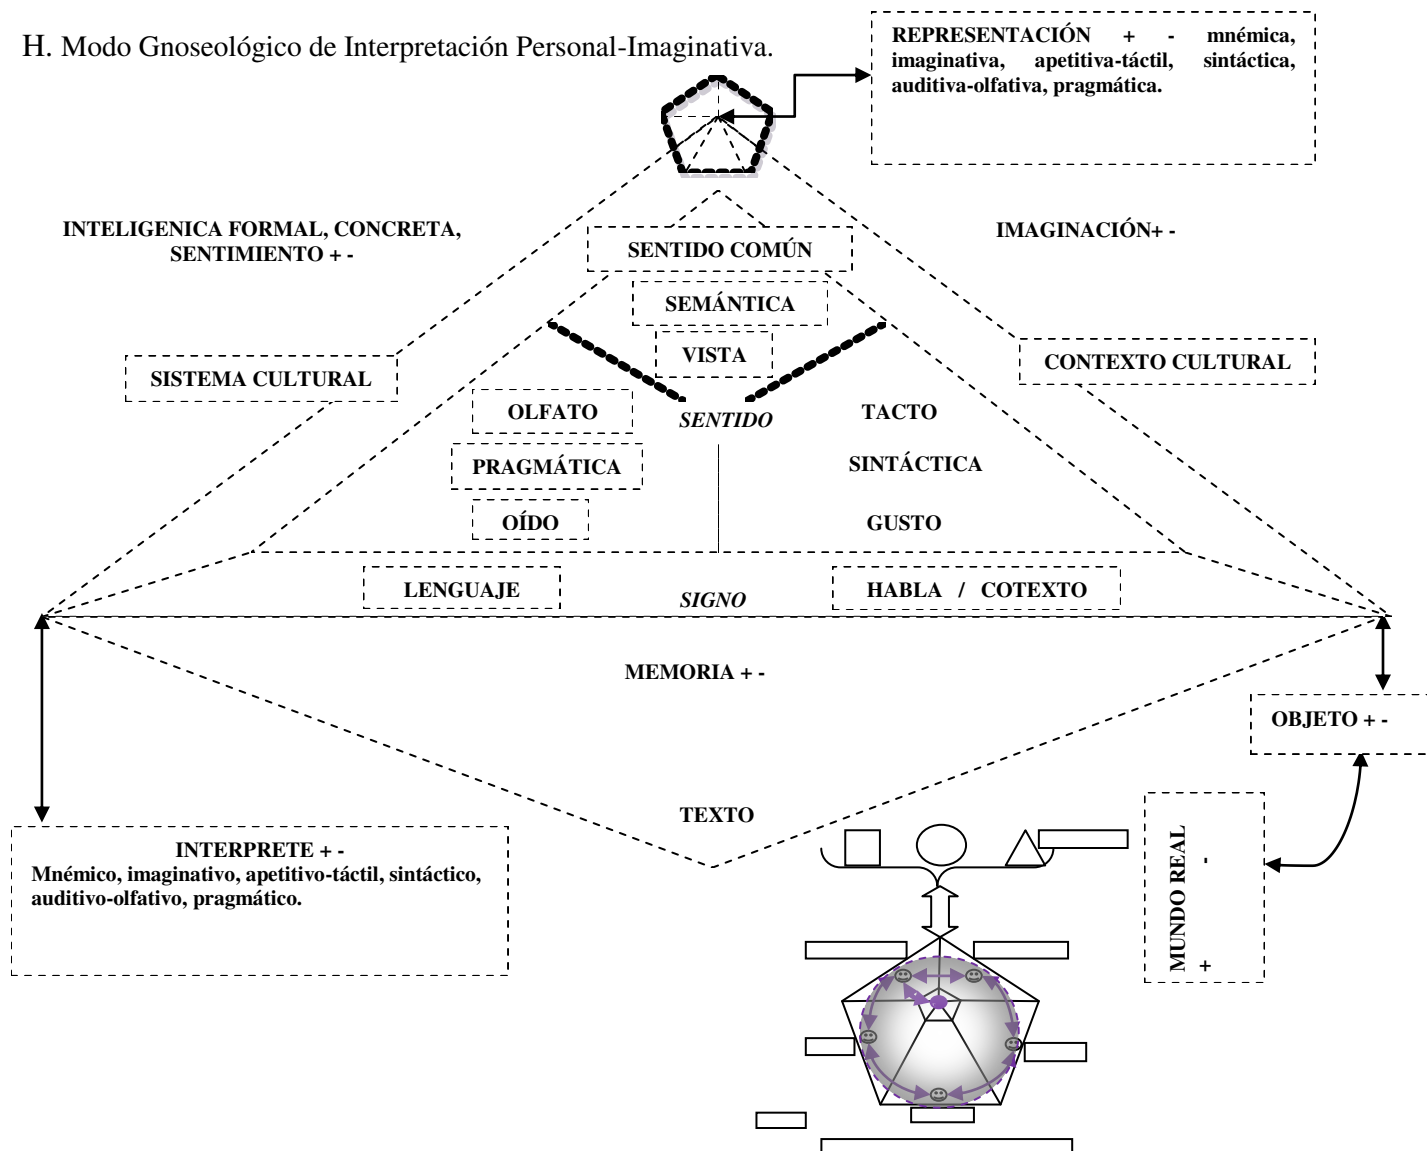 H. Modo Gnoseológico de Interpretación Personal-Imaginativa.
REPRESENTACIÓN + - mnémica,
imaginativa, apetitiva-táctil, sintáctica,
auditiva-olfativa, pragmática.
INTELIGENICA FORMAL, CONCRETA,
SENTIMIENTO + -
IMAGINACIÓN+ -
SENTIDO COMÚN
SEMÁNTICA
VISTA
SISTEMA CULTURAL
CONTEXTO CULTURAL
OLFATO
SENTIDO
TACTO
PRAGMÁTICA
SINTÁCTICA
OÍDO
GUSTO
LENGUAJE
SIGNO
HABLA / COTEXTO
MEMORIA + -
OBJETO + -
TEXTO
INTERPRETE + -
Mnémico, imaginativo, apetitivo-táctil, sintáctico,
auditivo-olfativo, pragmático.
MUNDO REAL
+ -